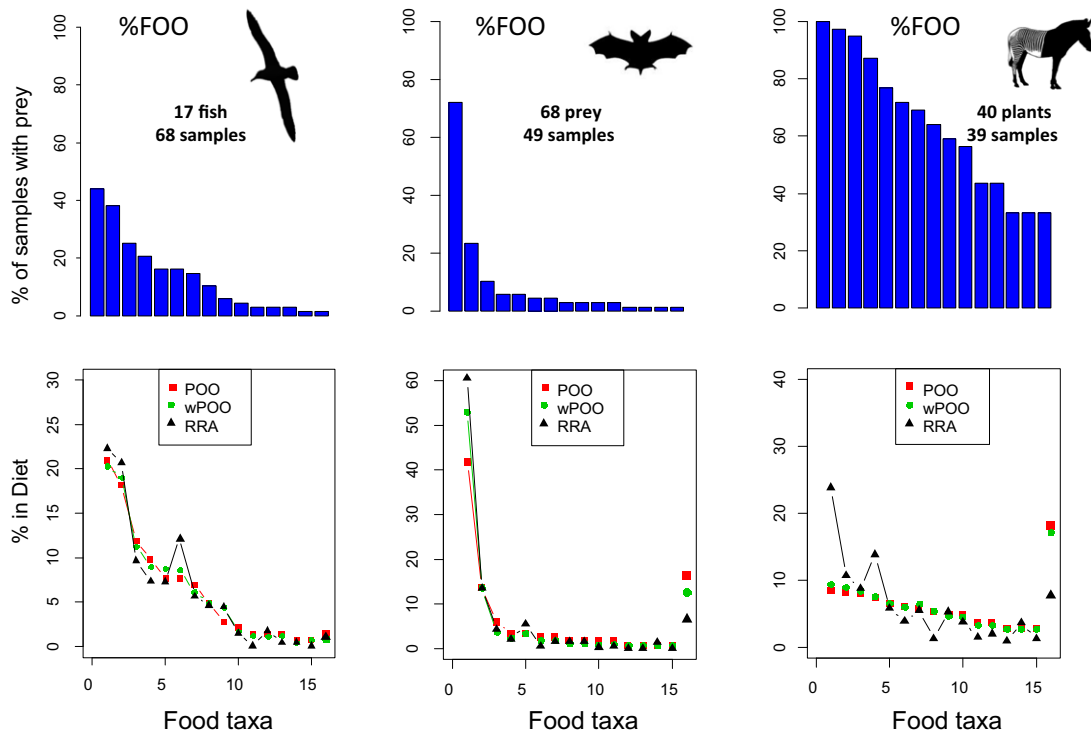 %FOO
17 fish
68 samples
% of samples with prey
0
20
40
60
80
100
%FOO
68 prey
49 samples
0
20
40
60
80
100
%FOO
40 plants
39 samples
0
20
40
60
80
100
POO
wPOO
RRA
% in Diet
0
5
10
15
20
25
30
0
5
10
15
Food taxa
POO
wPOO
RRA
0
10
20
30
40
50
60
0
5
10
15
Food taxa
POO
wPOO
RRA
0
10
20
30
40
0
5
10
15
Food taxa